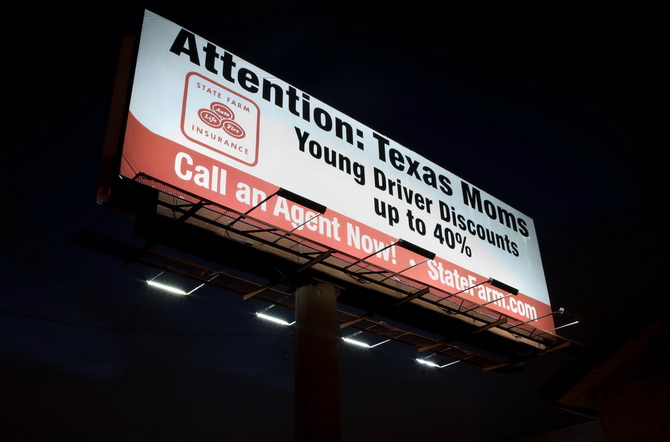 Attention: Texas Moms
STATE FARM
Auto
Life Fire
INSURANCE
Young Driver Discounts
up to 40%
Call an Agent Now! • StateFarm.com